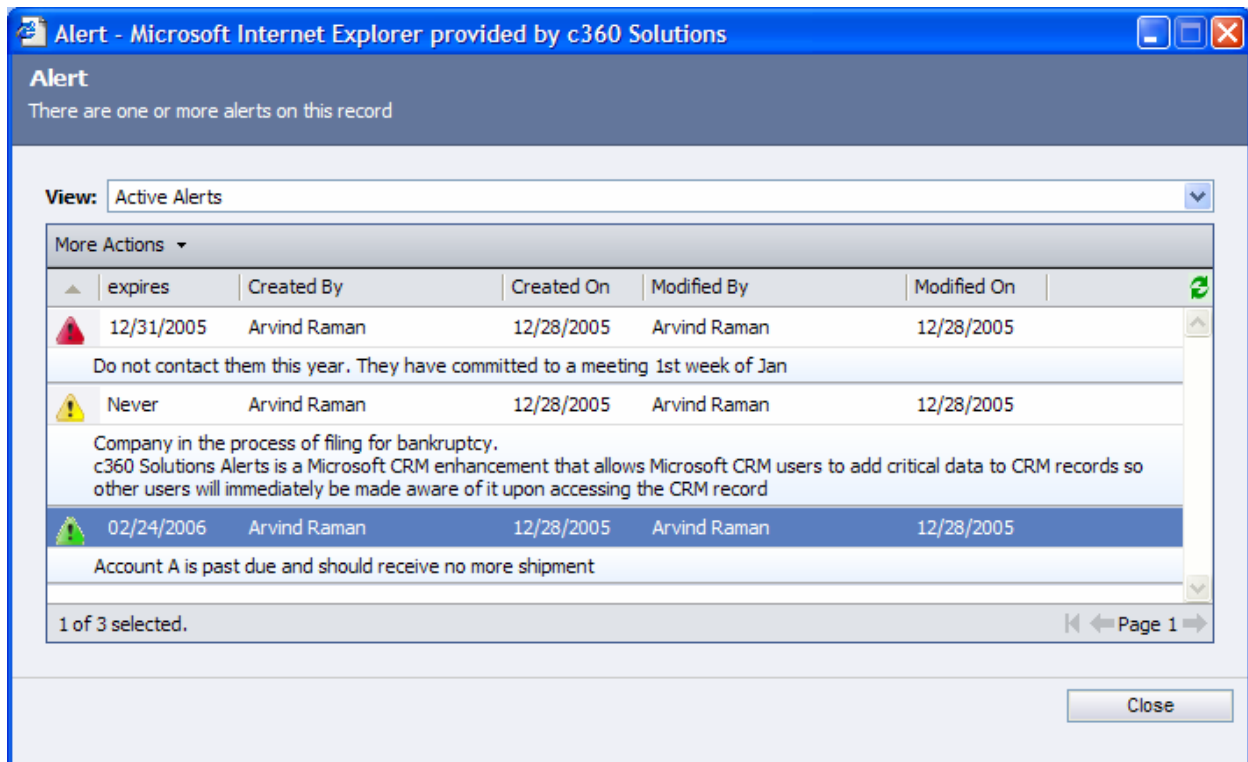 Alert - Microsoft Internet Explorer provided by c360 Solutions
Alert
There are one or more alerts on this record
View: Active Alerts
More Actions
expires Created By Created On Modified By Modified On
12/31/2005 Arvind Raman 12/28/2005 Arvind Raman 12/28/2005
Do not contact them this year. They have committed to a meeting 1st week of Jan
Never Arvind Raman 12/28/2005 Arvind Raman 12/28/2005
Company in the process of filing for bankruptcy.
c360 Solutions Alerts is a Microsoft CRM enhancement that allows Microsoft CRM users to add critical data to CRM records so
other users will immediately be made aware of it upon accessing the CRM record
02/24/2006 Arvind Raman 12/28/2005 Arvind Raman 12/28/2005
Account A is past due and should receive no more shipment
1 of 3 selected. Page 1
Close